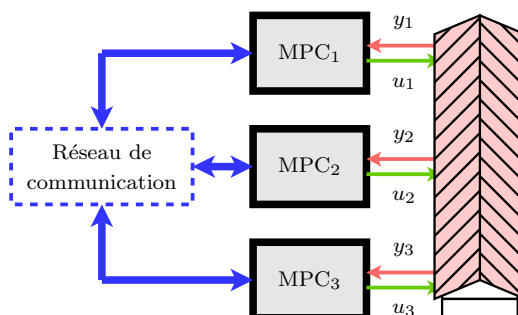 y₁
MPC₁
u₁
Réseau de
communication
y₂
MPC₂
u₂
y₃
MPC₃
u₃